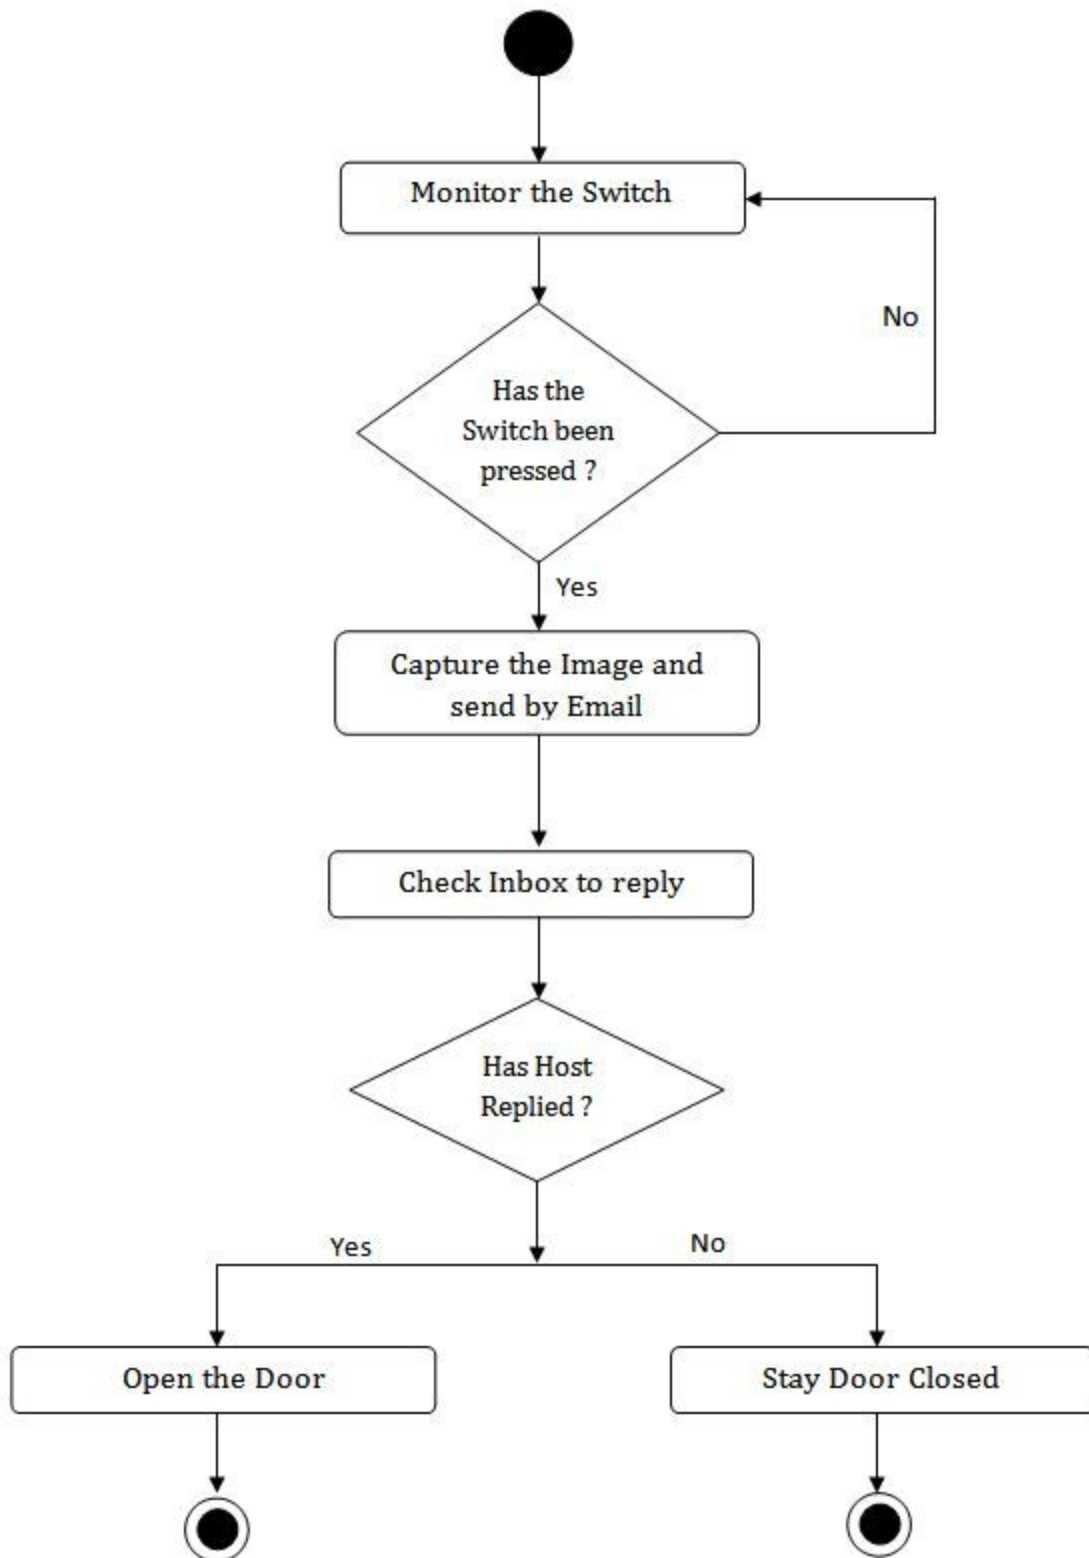 Monitor the Switch
No
Has the
Switch been
pressed ?
Yes
Capture the Image and
send by Email
Check Inbox to reply
Has Host
Replied ?
Yes
No
Open the Door
Stay Door Closed